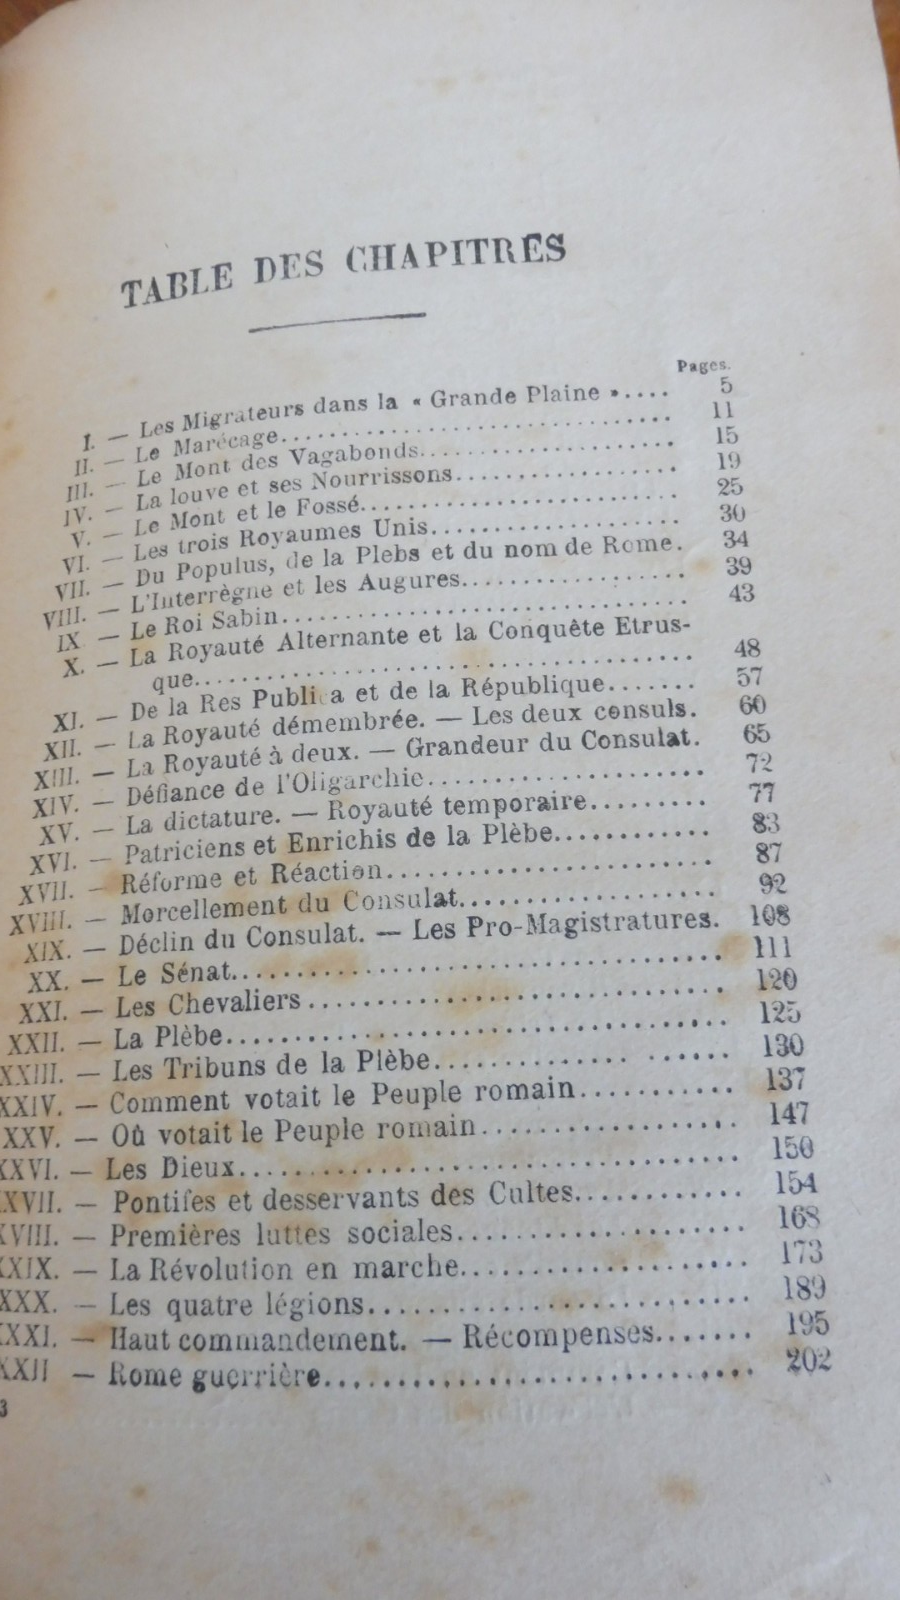 TABLE DES CHAPITRES
Pages.
I. — Les Migrateurs dans la « Grande Plaine ».... 5
II. — Le Marécage.............................. 11
III. — Le Mont des Vagabonds.................... 15
IV. — La louve et ses Nourrissons.................. 19
V. — Le Mont et le Fossé........................ 25
VI. — Les trois Royaumes Unis.................... 30
VII. — Du Populus, de la Plebs et du nom de Rome. 34
VIII. — L'Interrègne et les Augures................ 39
IX — Le Roi Sabin.............................. 43
X. — La Royauté Alternante et la Conquête Etrus-
que.................................. 48
XI. — De la Res Publica et de la République....... 57
XII. — La Royauté démembrée. — Les deux consuls. 60
XIII. — La Royauté à deux. — Grandeur du Consulat. 65
XIV. — Défiance de l'Oligarchie.................... 72
XV. — La dictature. — Royauté temporaire......... 77
XVI. — Patriciens et Enrichis de la Plèbe............ 83
XVII. — Réforme et Réaction........................ 87
XVIII. — Morcellement du Consulat.................. 92
XIX. — Déclin du Consulat. — Les Pro-Magistratures. 108
XX. — Le Sénat.................................. 111
XXI. — Les Chevaliers............................ 120
XXII. — La Plèbe.................................. 125
XXIII. — Les Tribuns de la Plèbe.................... 130
XXIV. — Comment votait le Peuple romain........... 137
XXV. — Où votait le Peuple romain.................. 147
XXVI. — Les Dieux................................ 150
XVII. — Pontifes et desservants des Cultes............ 154
XVIII. — Premières luttes sociales.................... 168
XXIX. — La Révolution en marche.................... 173
XXX. — Les quatre légions.......................... 189
XXXI. — Haut commandement. — Récompenses....... 195
XXII — Rome guerrière............................ 202
3